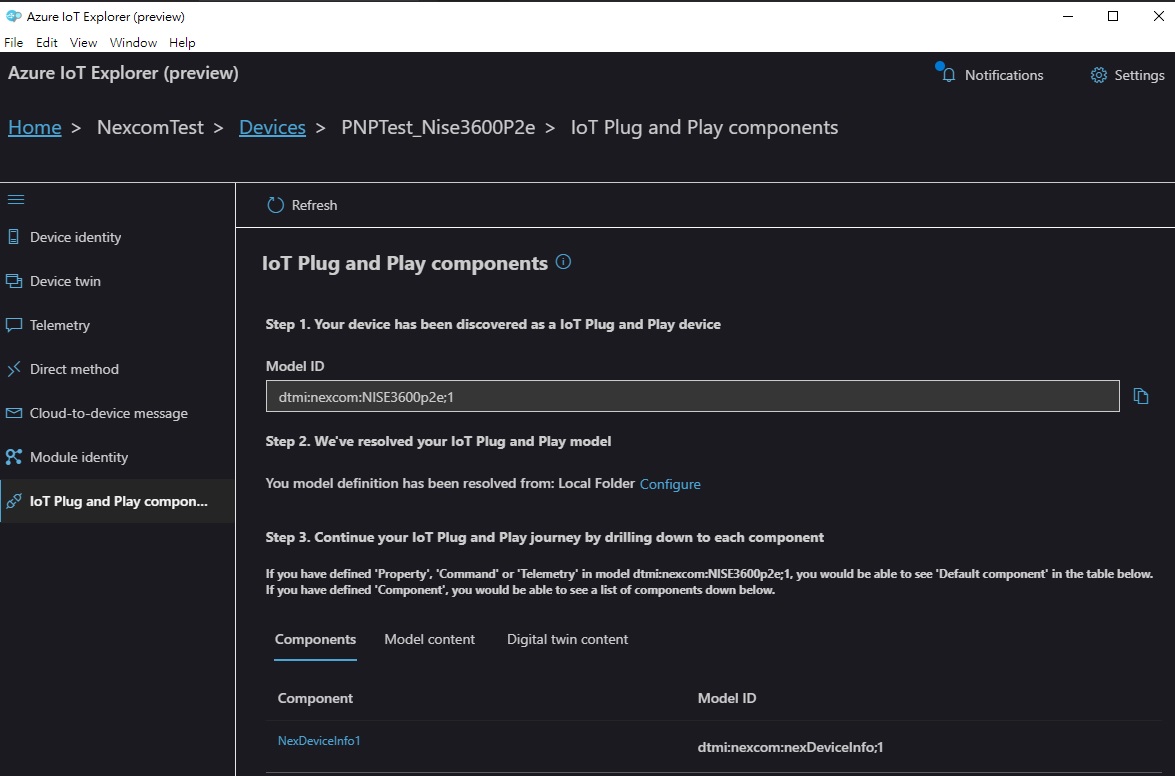 Azure IoT Explorer (preview)
File Edit View Window Help
Azure IoT Explorer (preview)
Notifications
Settings
Home > NexcomTest > Devices > PNPTest_Nise3600P2e > IoT Plug and Play components
Device identity
Device twin
Telemetry
Direct method
Cloud-to-device message
Module identity
IoT Plug and Play compon...
Refresh
IoT Plug and Play components
Step 1. Your device has been discovered as a IoT Plug and Play device
Model ID
dtmi:nexcom:NISE3600p2e;1
Step 2. We've resolved your IoT Plug and Play model
You model definition has been resolved from: Local Folder Configure
Step 3. Continue your IoT Plug and Play journey by drilling down to each component
If you have defined 'Property', 'Command' or 'Telemetry' in model dtmi:nexcom:NISE3600p2e;1, you would be able to see 'Default component' in the table below.
If you have defined 'Component', you would be able to see a list of components down below.
Components Model content Digital twin content
Component Model ID
NexDeviceInfo1 dtmi:nexcom:nexDeviceInfo;1